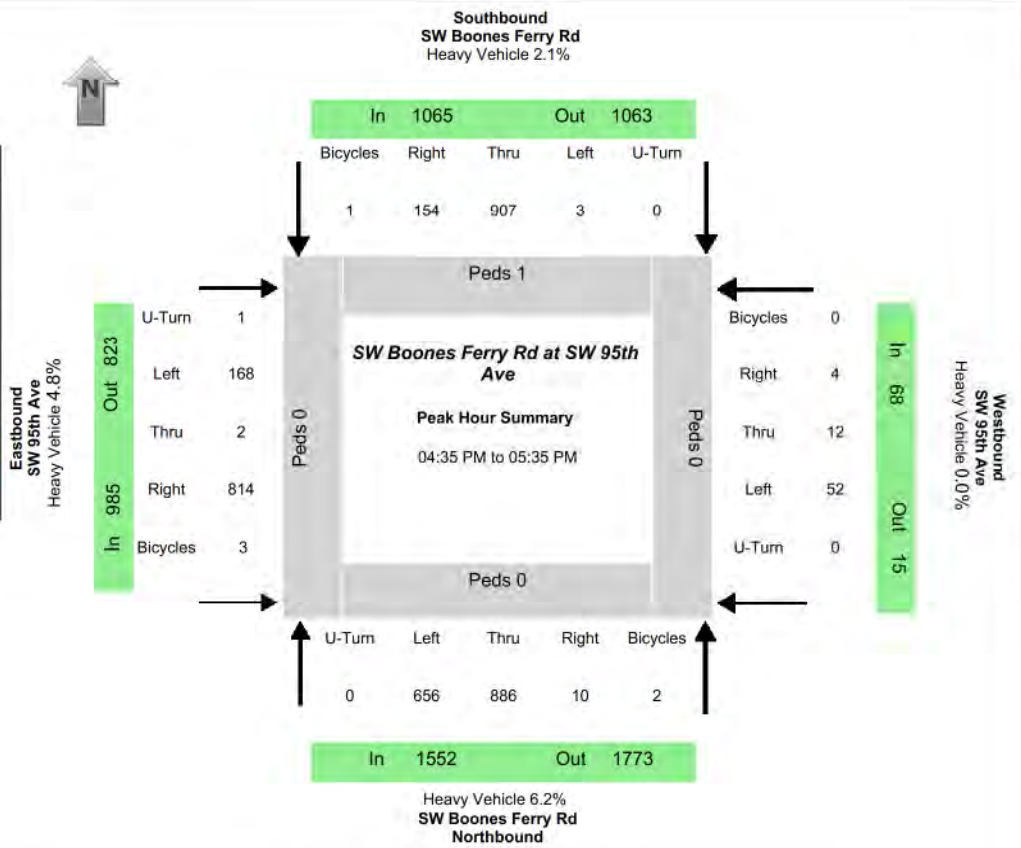 Southbound
SW Boones Ferry Rd
Heavy Vehicle 2.1%
N
In 1065 Out 1063
Bicycles Right Thru Left U-Turn
1 154 907 3 0
Peds 1
Eastbound
SW 95th Ave
Heavy Vehicle 4.8%
In 985 Out 823
U-Turn 1
Left 168
Thru 2
Right 814
Bicycles 3
Peds 0
SW Boones Ferry Rd at SW 95th
Ave
Peak Hour Summary
04:35 PM to 05:35 PM
Peds 0
Bicycles 0
Right 4
Thru 12
Left 52
U-Turn 0
In 68 Out 15
Westbound
SW 95th Ave
Heavy Vehicle 0.0%
Peds 0
U-Turn Left Thru Right Bicycles
0 656 886 10 2
In 1552 Out 1773
Heavy Vehicle 6.2%
SW Boones Ferry Rd
Northbound